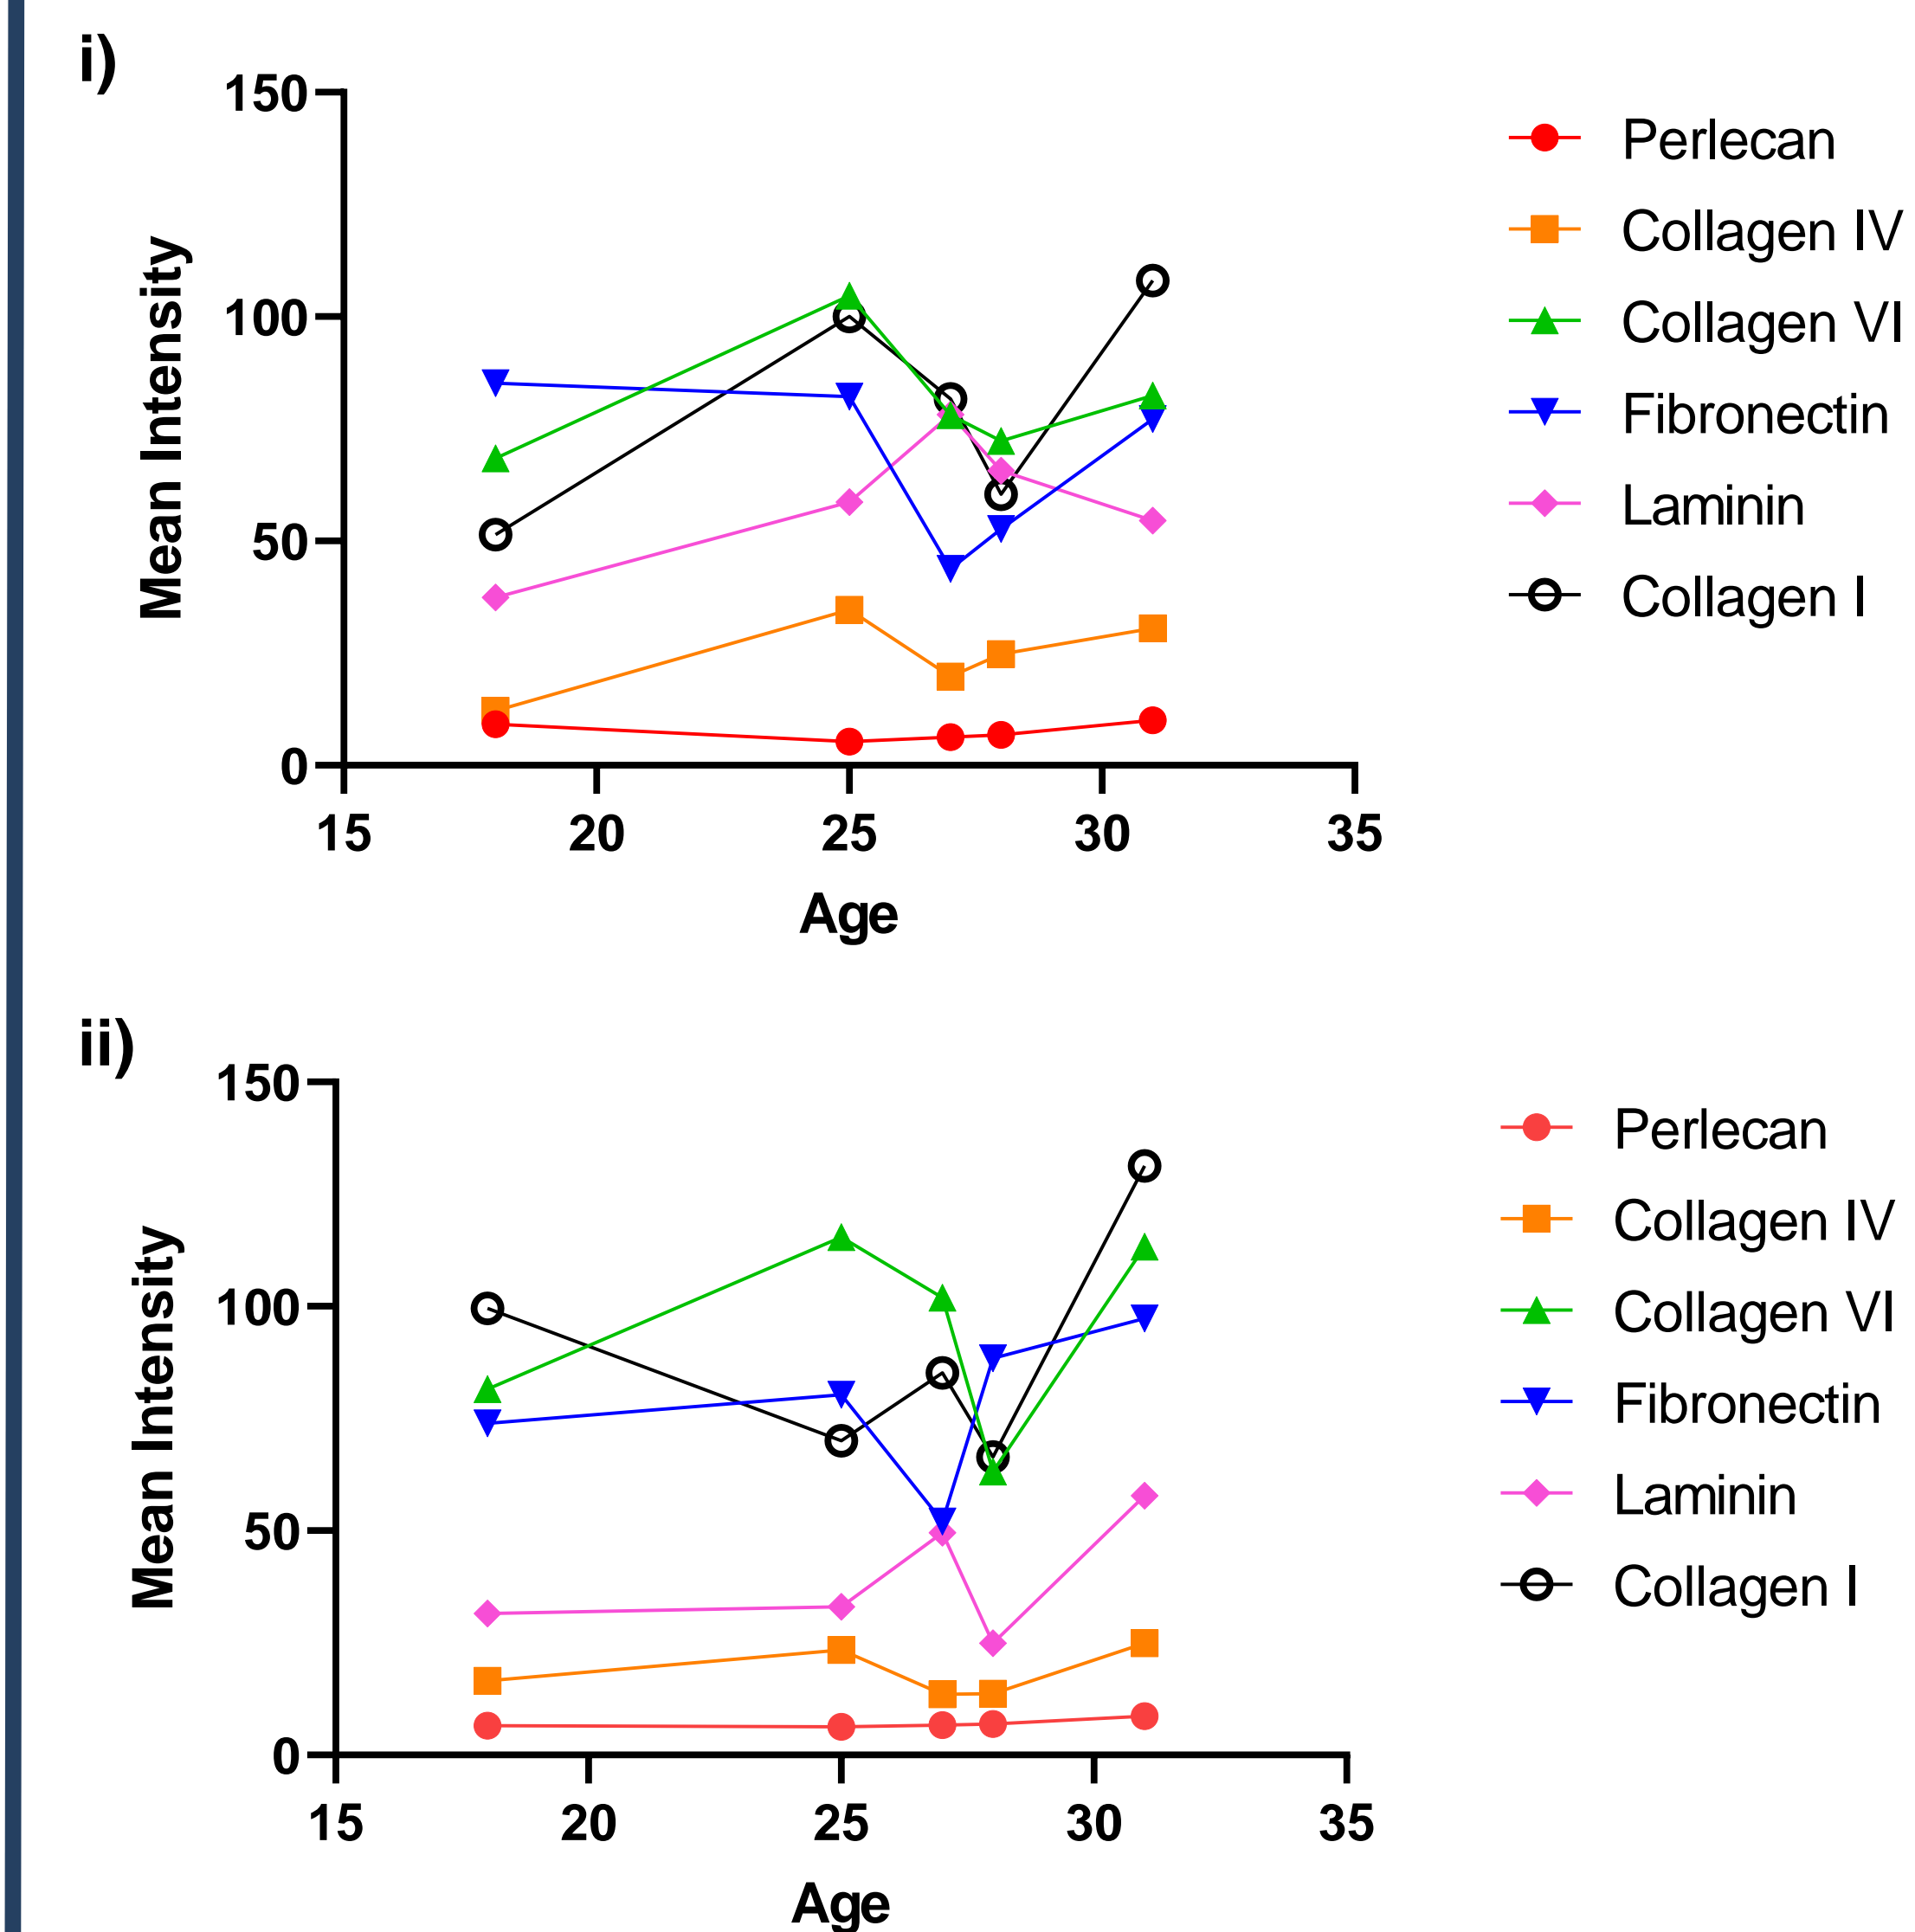 i)
150
100
50
0
Mean Intensity
15 20 25 30 35
Age
Perlecan
Collagen IV
Collagen VI
Fibronectin
Laminin
Collagen I
ii)
150
100
50
0
Mean Intensity
15 20 25 30 35
Age
Perlecan
Collagen IV
Collagen VI
Fibronectin
Laminin
Collagen I